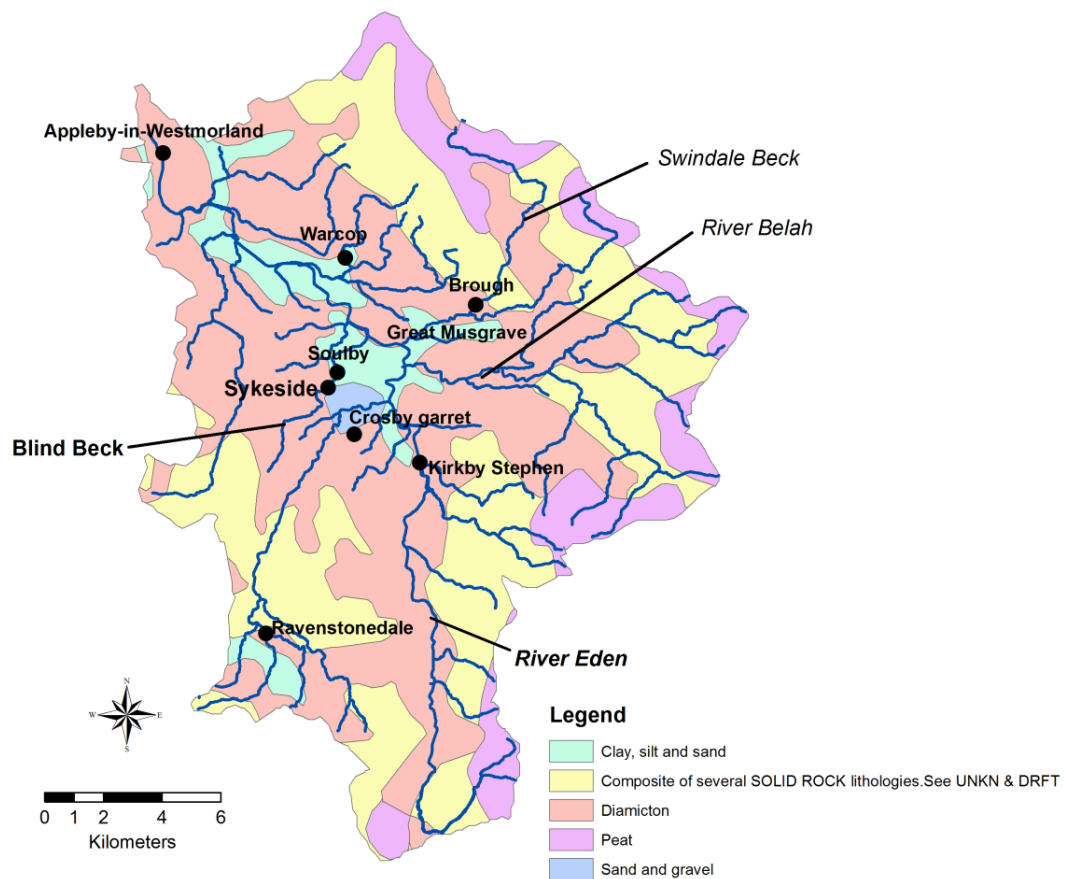 Appleby-in-Westmorland
Swindale Beck
River Belah
Warcop
Brough
Great Musgrave
Soulby
Sykeside
Crosby garret
Blind Beck
Kirkby Stephen
Ravenstonedale
River Eden
N
W E
S
0 1 2 4 6
Kilometers
Legend
Clay, silt and sand
Composite of several SOLID ROCK lithologies.See UNKN & DRFT
Diamicton
Peat
Sand and gravel